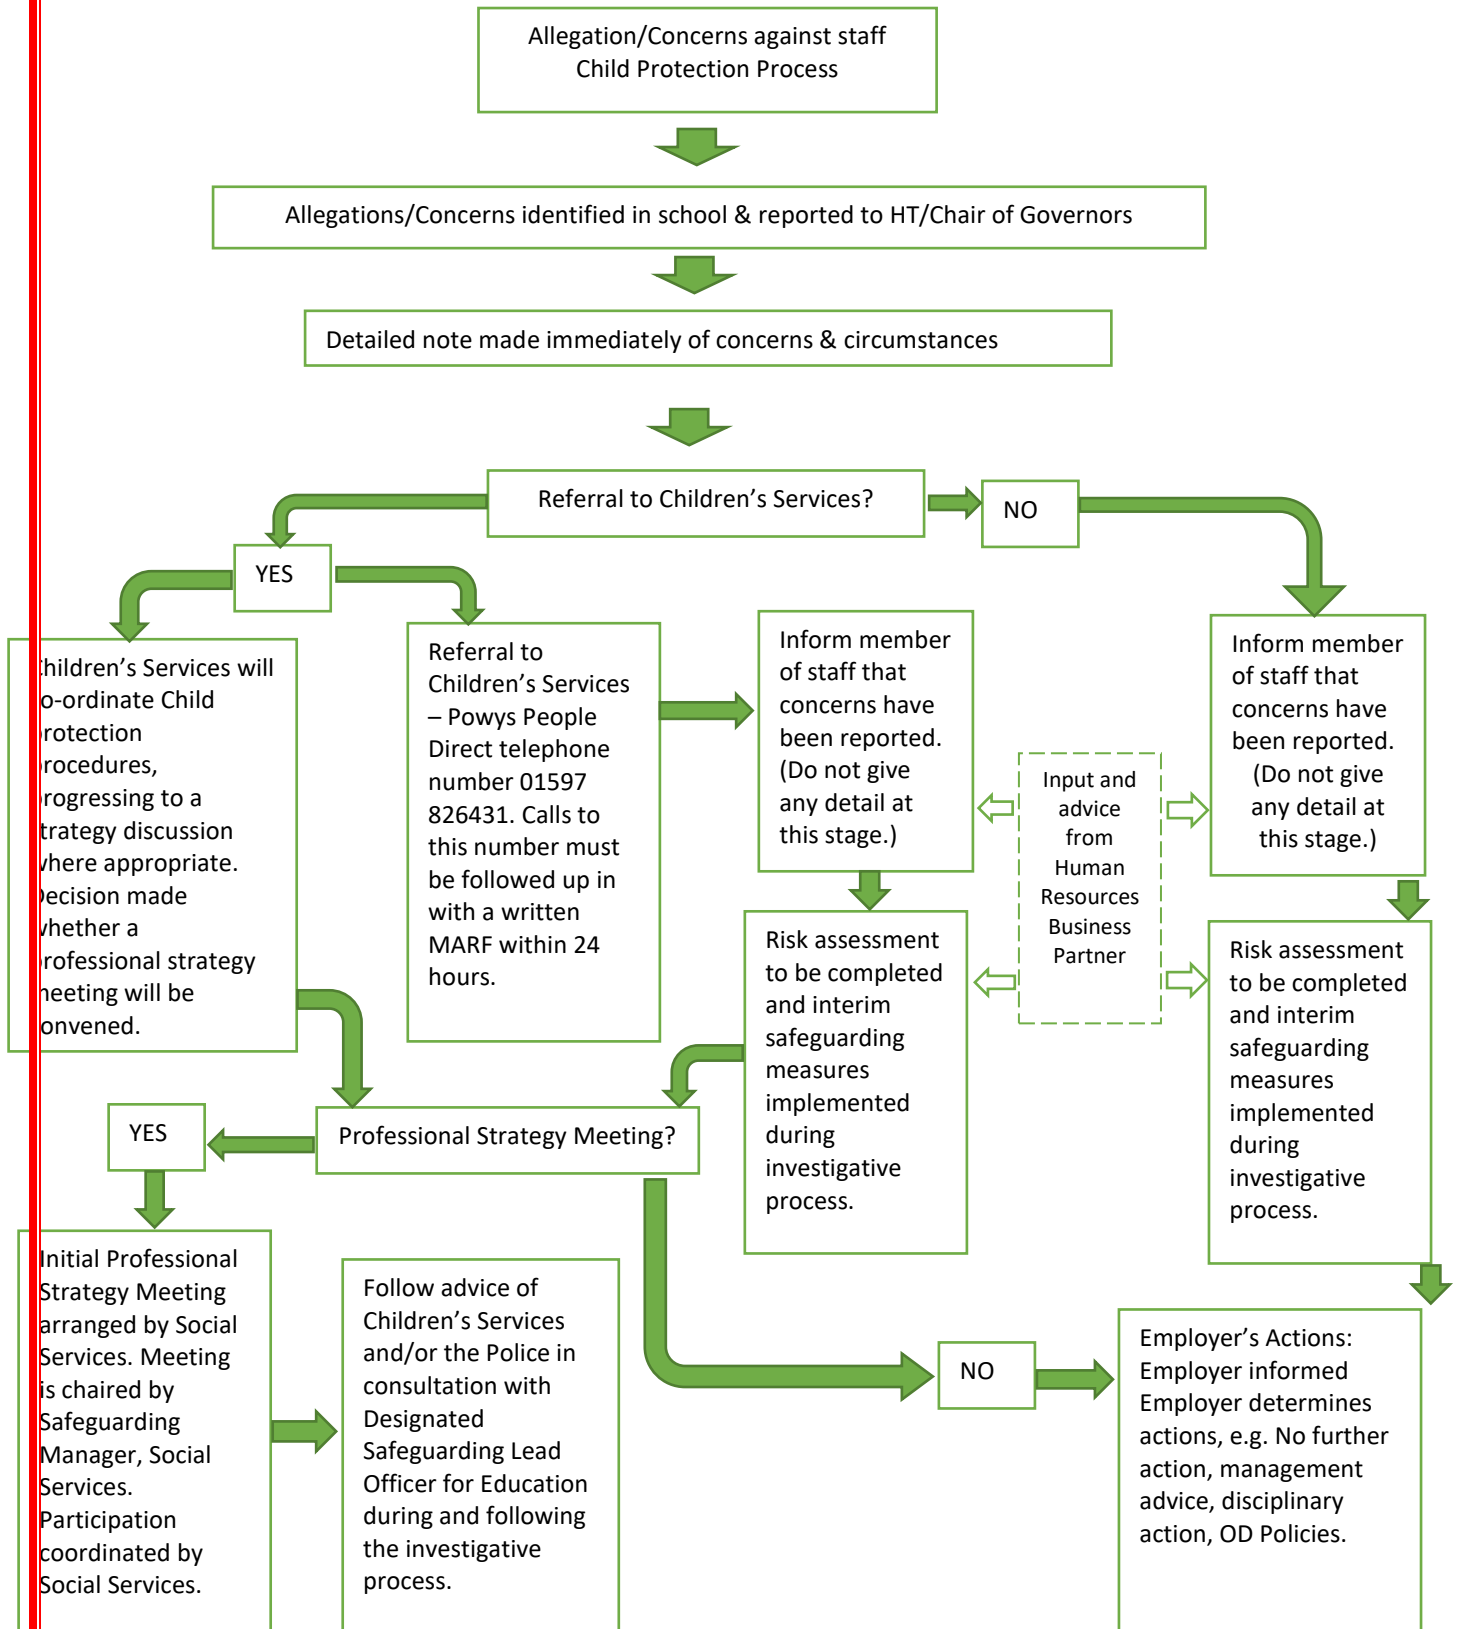 Allegation/Concerns against staff
Child Protection Process
Allegations/Concerns identified in school & reported to HT/Chair of Governors
Detailed note made immediately of concerns & circumstances
Referral to Children’s Services?
NO
YES
Children’s Services will
co-ordinate Child
protection
procedures,
progressing to a
strategy discussion
where appropriate.
Decision made
whether a
professional strategy
meeting will be
convened.
Referral to
Children’s Services
– Powys People
Direct telephone
number 01597
826431. Calls to
this number must
be followed up in
with a written
MARF within 24
hours.
Inform member
of staff that
concerns have
been reported.
(Do not give
any detail at
this stage.)
Input and
advice
from
Human
Resources
Business
Partner
Inform member
of staff that
concerns have
been reported.
(Do not give
any detail at
this stage.)
Risk assessment
to be completed
and interim
safeguarding
measures
implemented
during
investigative
process.
Risk assessment
to be completed
and interim
safeguarding
measures
implemented
during
investigative
process.
Professional Strategy Meeting?
YES
Initial Professional
Strategy Meeting
arranged by Social
Services. Meeting
is chaired by
Safeguarding
Manager, Social
Services.
Participation
coordinated by
Social Services.
Follow advice of
Children’s Services
and/or the Police in
consultation with
Designated
Safeguarding Lead
Officer for Education
during and following
the investigative
process.
NO
Employer’s Actions:
Employer informed
Employer determines
actions, e.g. No further
action, management
advice, disciplinary
action, OD Policies.